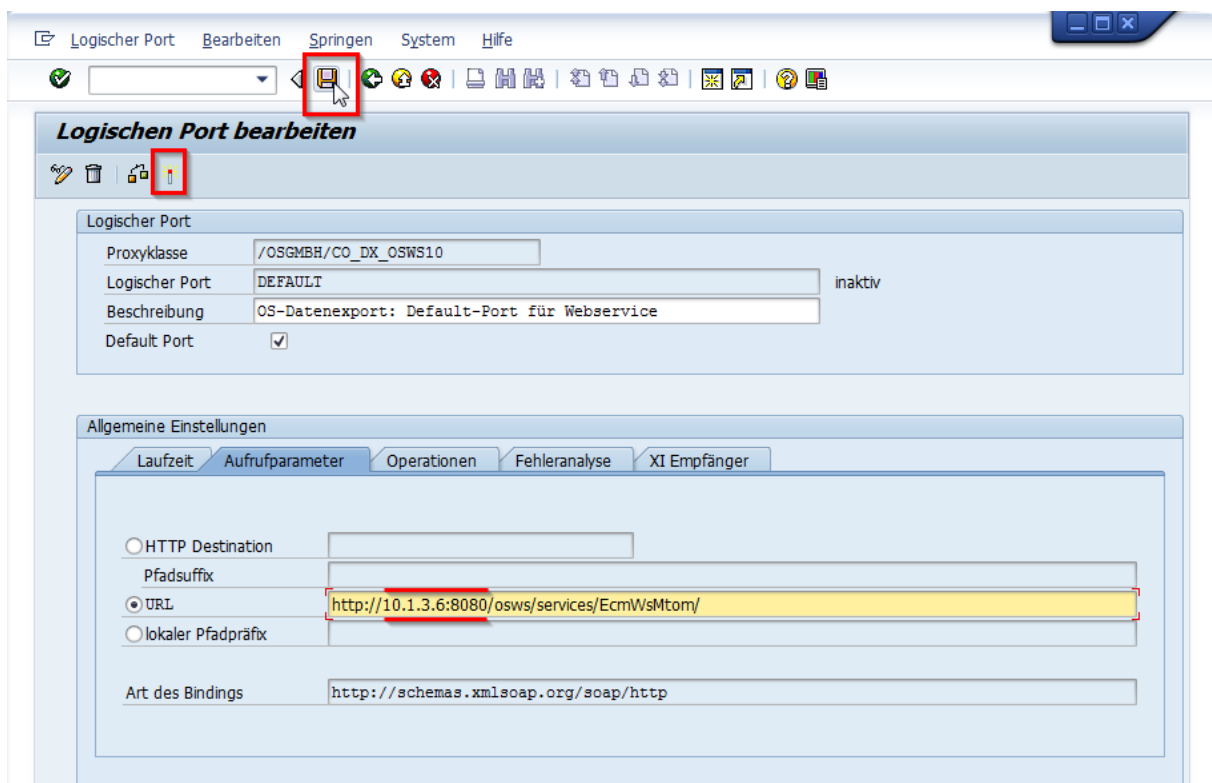 Logischer Port Bearbeiten Springen System Hilfe
Logischen Port bearbeiten
Logischer Port
Proxyklasse /OSGMBH/CO_DX_OSWS10
Logischer Port DEFAULT inaktiv
Beschreibung OS-Datenexport: Default-Port für Webservice
Default Port
Allgemeine Einstellungen
Laufzeit Aufrufparameter Operationen Fehleranalyse XI Empfänger
HTTP Destination
Pfadsuffix
URL http://10.1.3.6:8080/osws/services/EcmWsMtom/
lokaler Pfadpräfix
Art des Bindings http://schemas.xmlsoap.org/soap/http